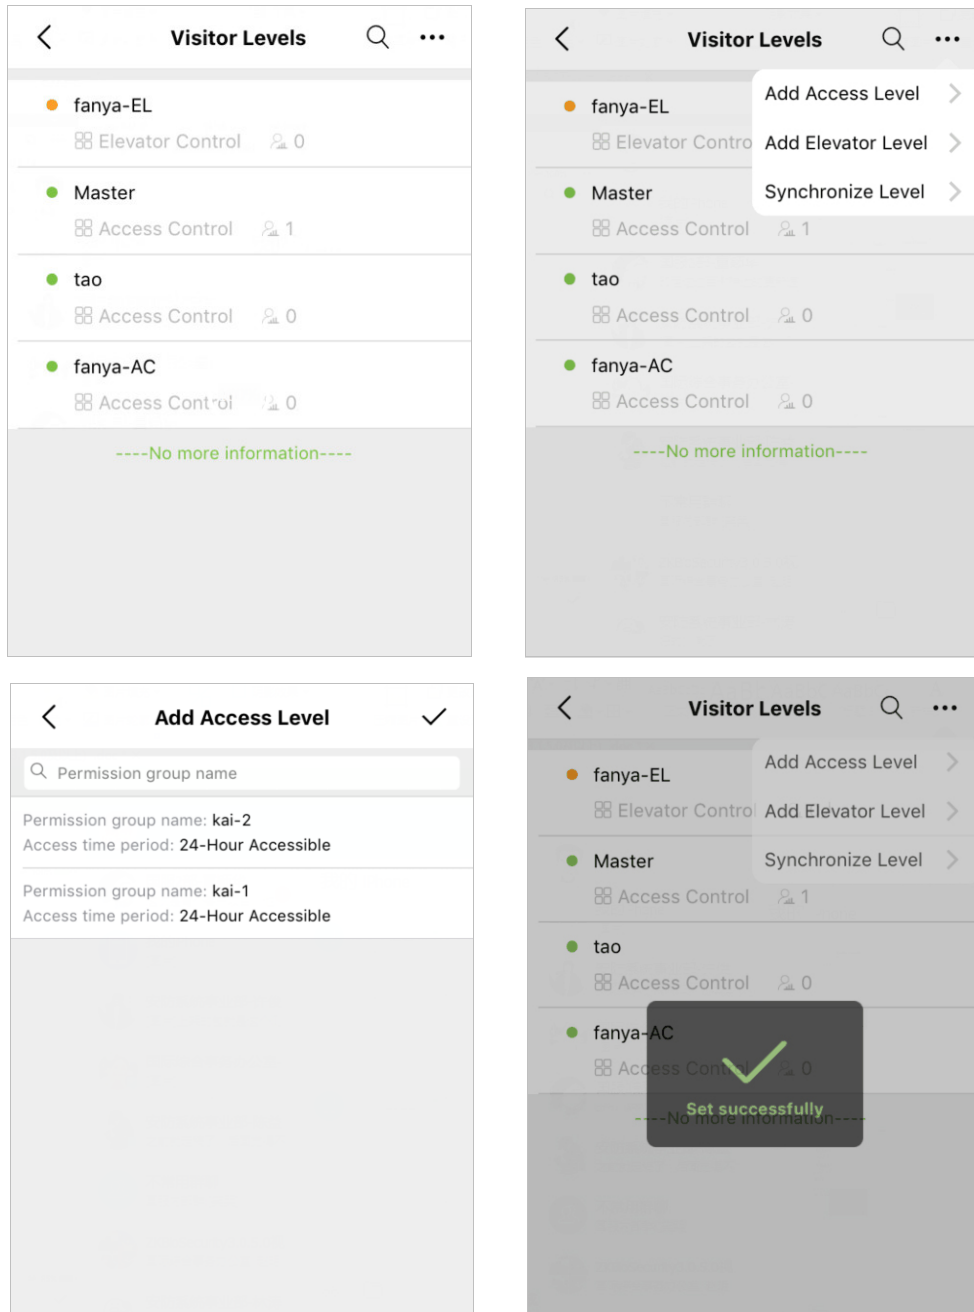 Visitor Levels
fanya-EL
Elevator Control 0
Master
Access Control 1
tao
Access Control 0
fanya-AC
Access Control 0
----No more information----
Visitor Levels
Add Access Level
Add Elevator Level
Synchronize Level
fanya-EL
Elevator Contro
Master
Access Control 1
tao
Access Control 0
fanya-AC
Access Control 0
----No more information----
Add Access Level
Permission group name
Permission group name: kai-2
Access time period: 24-Hour Accessible
Permission group name: kai-1
Access time period: 24-Hour Accessible
Visitor Levels
Add Access Level
Add Elevator Level
Synchronize Level
fanya-EL
Elevator Control
Master
Access Control 1
tao
Access Control 0
fanya-AC
Access Control 0
Set successfully
----No more information----